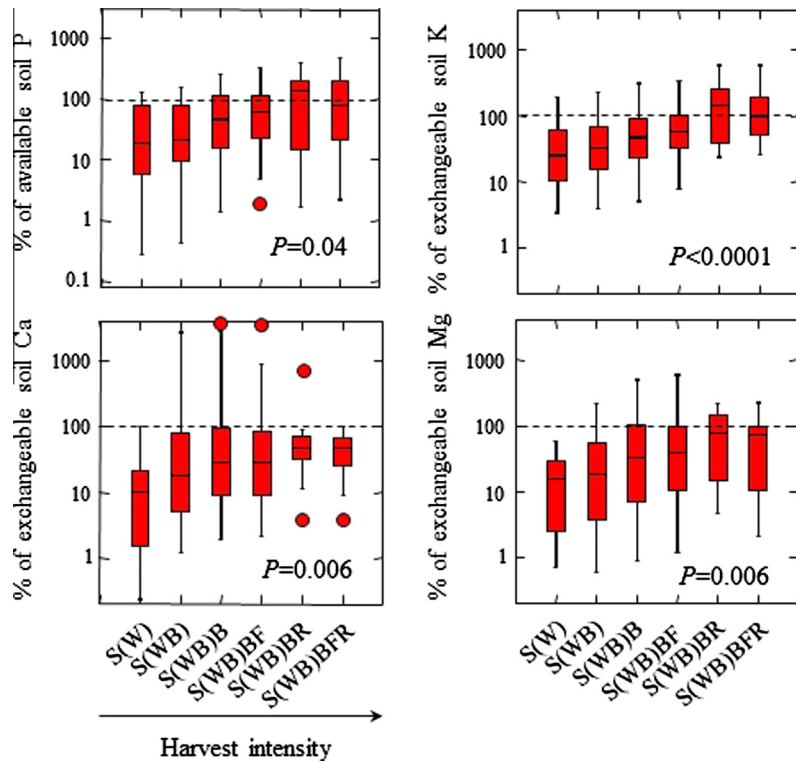 % of available soil P
1000
100
10
1
0.1
P=0.04
% of exchangeable soil K
1000
100
10
1
P<0.0001
% of exchangeable soil Ca
1000
100
10
1
P=0.006
S(W)
S(WB)
S(WB)B
S(WB)BF
S(WB)BR
S(WB)BFR
Harvest intensity
% of exchangeable soil Mg
1000
100
10
1
P=0.006
S(W)
S(WB)
S(WB)B
S(WB)BF
S(WB)BR
S(WB)BFR